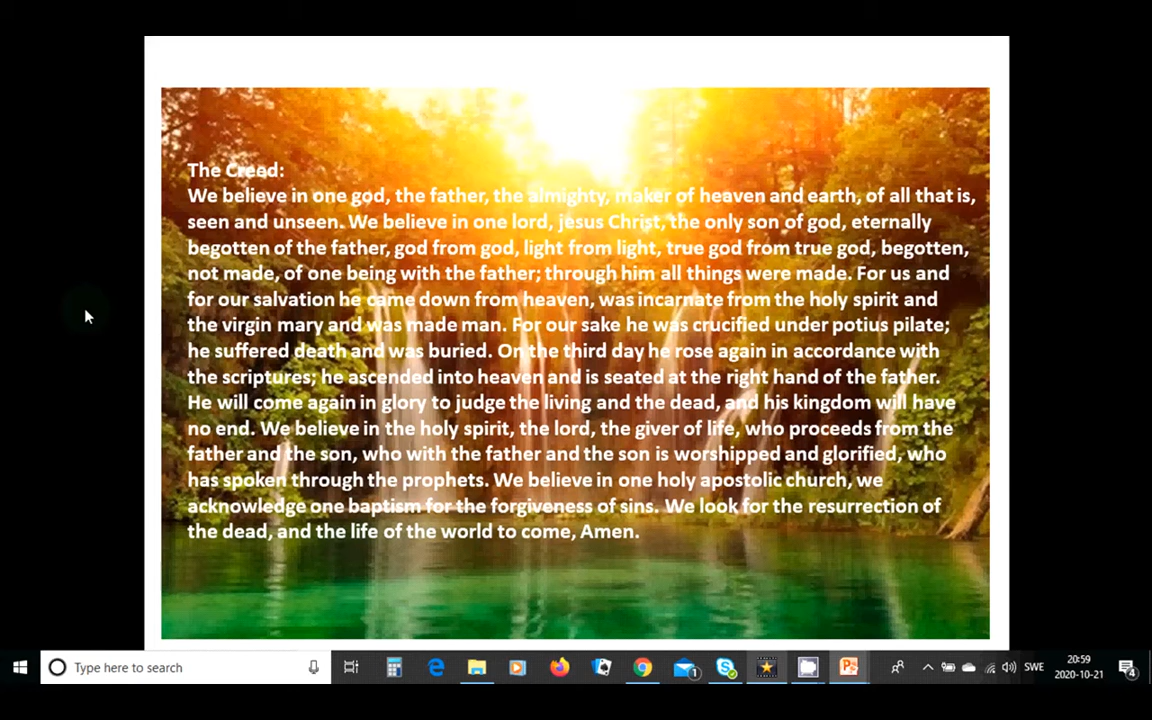 The Creed:
We believe in one god, the father, the almighty, maker of heaven and earth, of all that is,
seen and unseen. We believe in one lord, jesus Christ, the only son of god, eternally
begotten of the father, god from god, light from light, true god from true god, begotten,
not made, of one being with the father; through him all things were made. For us and
for our salvation he came down from heaven, was incarnate from the holy spirit and
the virgin mary and was made man. For our sake he was crucified under potius pilate;
he suffered death and was buried. On the third day he rose again in accordance with
the scriptures; he ascended into heaven and is seated at the right hand of the father.
He will come again in glory to judge the living and the dead, and his kingdom will have
no end. We believe in the holy spirit, the lord, the giver of life, who proceeds from the
father and the son, who with the father and the son is worshipped and glorified, who
has spoken through the prophets. We believe in one holy apostolic church, we
acknowledge one baptism for the forgiveness of sins. We look for the resurrection of
the dead, and the life of the world to come, Amen.
Type here to search
1
SWE
20:59
2020-10-21
4